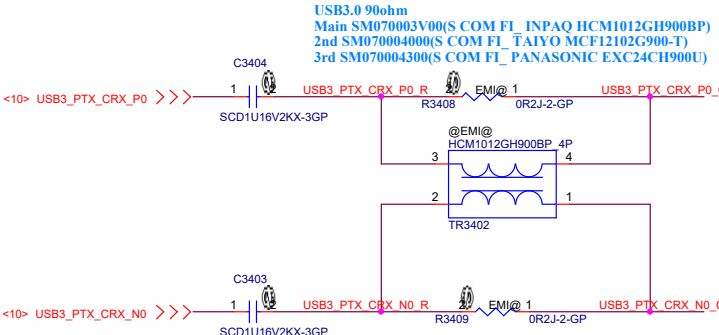 USB3.0 90ohm
Main SM070003V00(S COM FI_ INPAQ HCM1012GH900BP)
2nd SM070004000(S COM FI_ TAIYO MCF12102G900-T)
3rd SM070004300(S COM FI_ PANASONIC EXC24CH900U)
C3404
<10> USB3_PTX_CRX_P0
1 2
USB3_PTX_CRX_P0_R
2 EMI@ 1
USB3_PTX_CRX_P0_
SCD1U16V2KX-3GP
R3408
0R2J-2-GP
@EMI@
HCM1012GH900BP_4P
3 4
2 1
TR3402
C3403
<10> USB3_PTX_CRX_N0
1 2
USB3_PTX_CRX_N0_R
2 EMI@ 1
USB3_PTX_CRX_N0_
SCD1U16V2KX-3GP
R3409
0R2J-2-GP